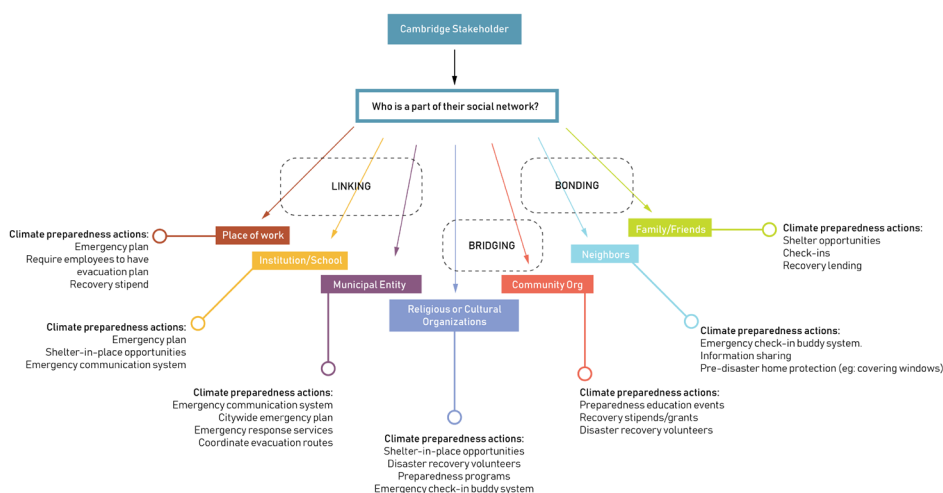 Cambridge Stakeholder
Who is a part of their social network?
LINKING
BONDING
BRIDGING
Place of work
Climate preparedness actions:
Emergency plan
Require employees to have
evacuation plan
Recovery stipend
Institution/School
Climate preparedness actions:
Emergency plan
Shelter-in-place opportunities
Emergency communication system
Municipal Entity
Climate preparedness actions:
Emergency communication system
Citywide emergency plan
Emergency response services
Coordinate evacuation routes
Religious or Cultural
Organizations
Climate preparedness actions:
Shelter-in-place opportunities
Disaster recovery volunteers
Preparedness programs
Emergency check-in buddy system
Community Org
Climate preparedness actions:
Preparedness education events
Recovery stipends/grants
Disaster recovery volunteers
Neighbors
Climate preparedness actions:
Emergency check-in buddy system.
Information sharing
Pre-disaster home protection (eg: covering windows)
Family/Friends
Climate preparedness actions:
Shelter opportunities
Check-ins
Recovery lending